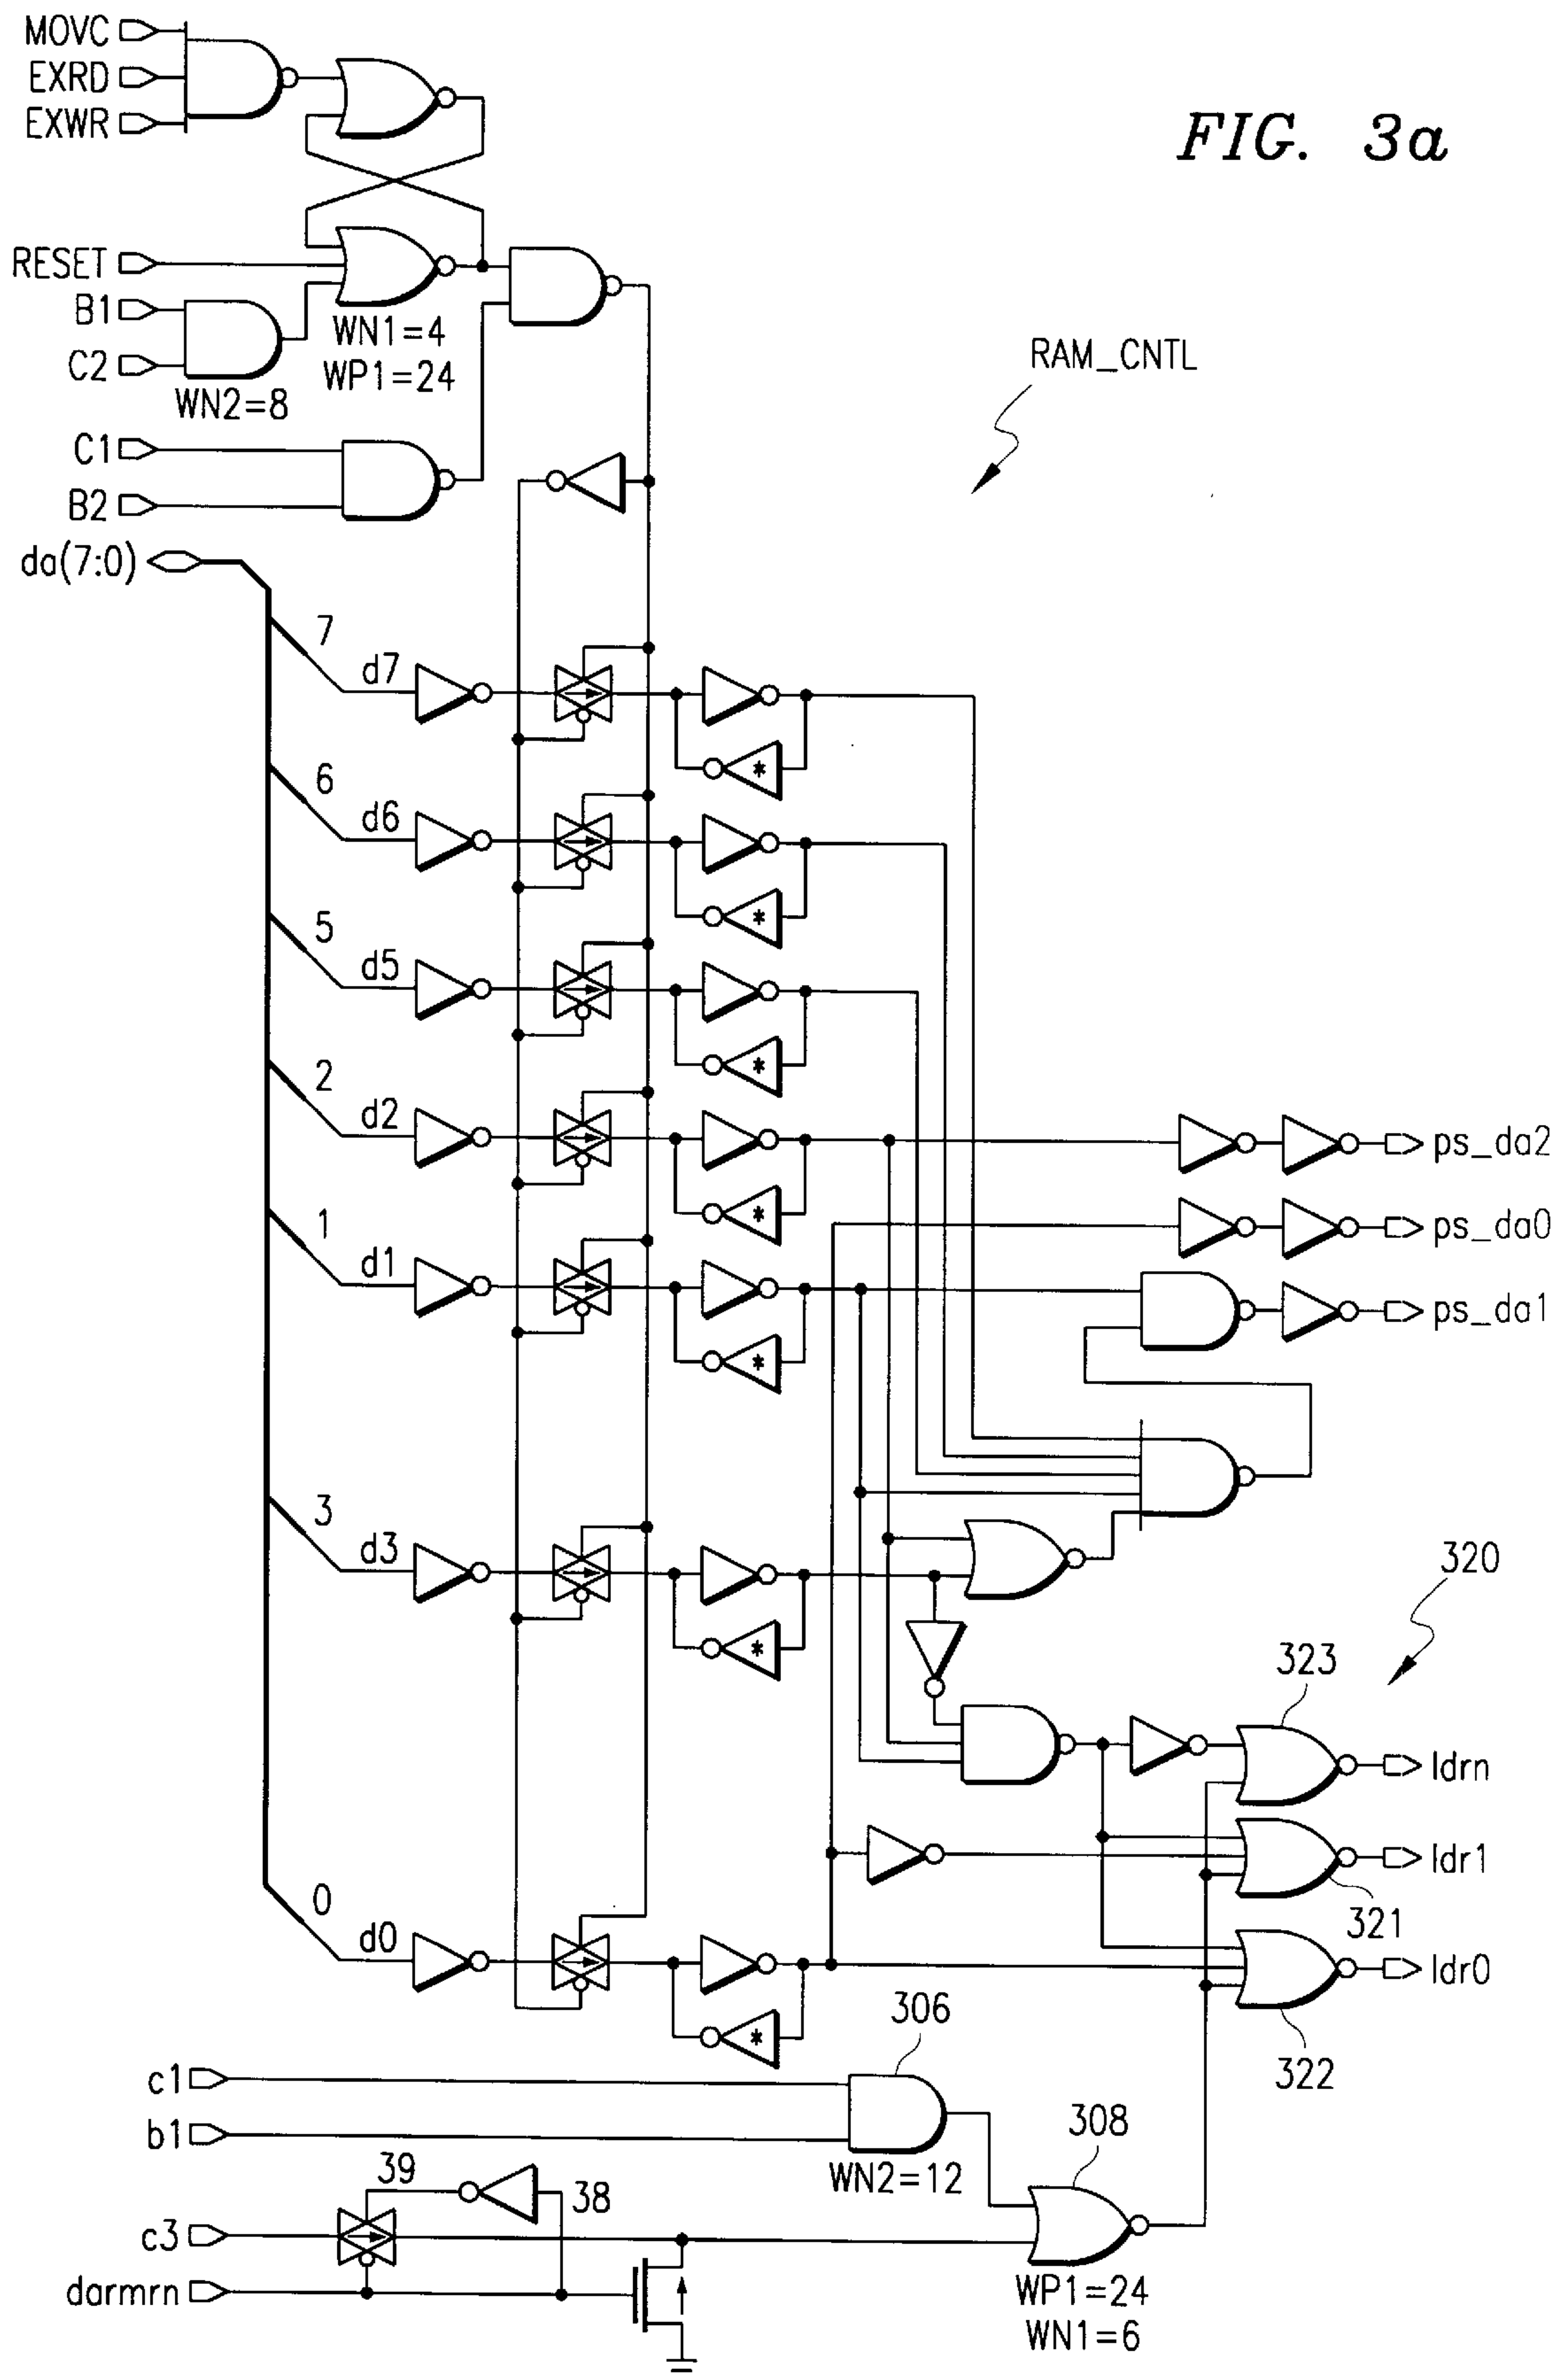 FIG. 3a
MOVC
EXRD
EXWR
RESET
B1
C2
WN1=4
WP1=24
WN2=8
C1
B2
RAM_CNTL
da(7:0)
7
d7
*
6
d6
*
5
d5
*
2
d2
*
ps_da2
ps_da0
1
d1
*
ps_da1
3
d3
*
320
323
ldrn
ldr1
321
0
d0
*
ldr0
322
306
c1
b1
WN2=12
308
39
38
c3
darmrn
WP1=24
WN1=6